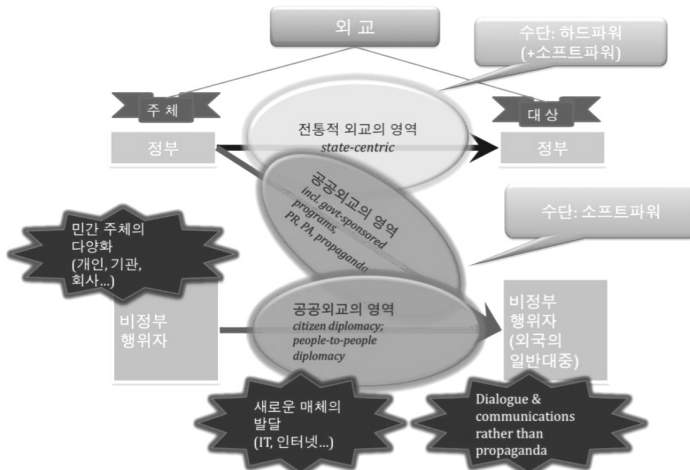 외 교
수단: 하드파워
(+소프트파워)
주 체
대 상
전통적 외교의 영역
state-centric
정부
정부
공공외교의 영역
incl. govt-sponsored
programs,
PR, PA, propaganda
수단: 소프트파워
민간 주체의
다양화
(개인, 기관,
회사...)
비정부
행위자
공공외교의 영역
citizen diplomacy;
people-to-people
diplomacy
비정부
행위자
(외국의
일반대중)
새로운 매체의
발달
(IT, 인터넷...)
Dialogue &
communications
rather than
propaganda